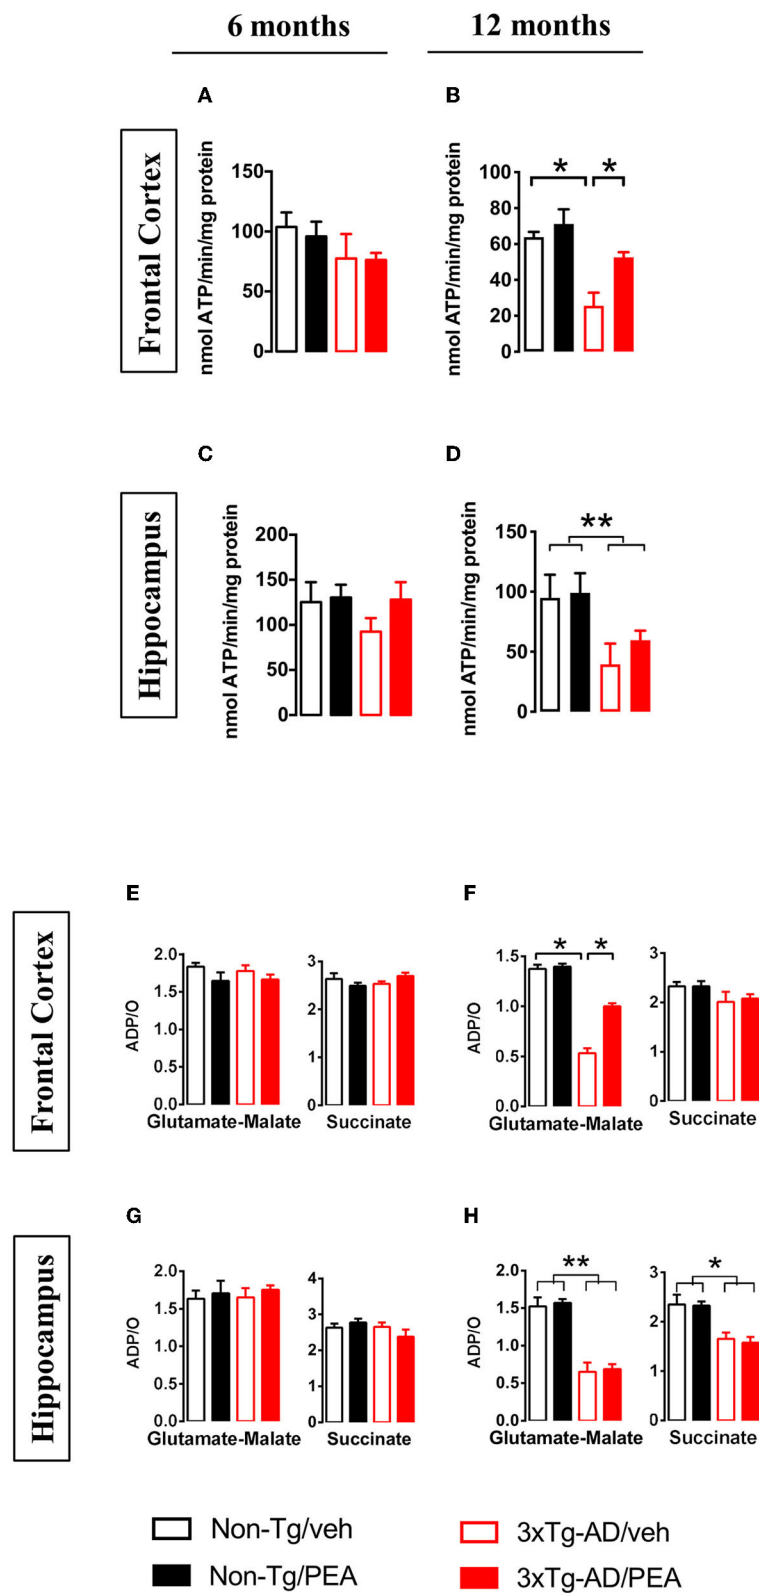 6 months 12 months
A B
Frontal Cortex
nmol ATP/min/mg protein
150
100
50
0
nmol ATP/min/mg protein
100
80
60
40
20
0
* *
C D
Hippocampus
nmol ATP/min/mg protein
200
150
100
50
0
nmol ATP/min/mg protein
150
100
50
0
**
E F
Frontal Cortex
ADP/O
2.0
1.5
1.0
0.5
0.0
Glutamate-Malate
3
2
1
0
Succinate
ADP/O
1.5
1.0
0.5
0.0
* *
Glutamate-Malate
3
2
1
0
Succinate
G H
Hippocampus
ADP/O
2.0
1.5
1.0
0.5
0.0
Glutamate-Malate
4
3
2
1
0
Succinate
ADP/O
2.0
1.5
1.0
0.5
0.0
**
Glutamate-Malate
3
2
1
0
*
Succinate
Non-Tg/veh 3xTg-AD/veh
Non-Tg/PEA 3xTg-AD/PEA